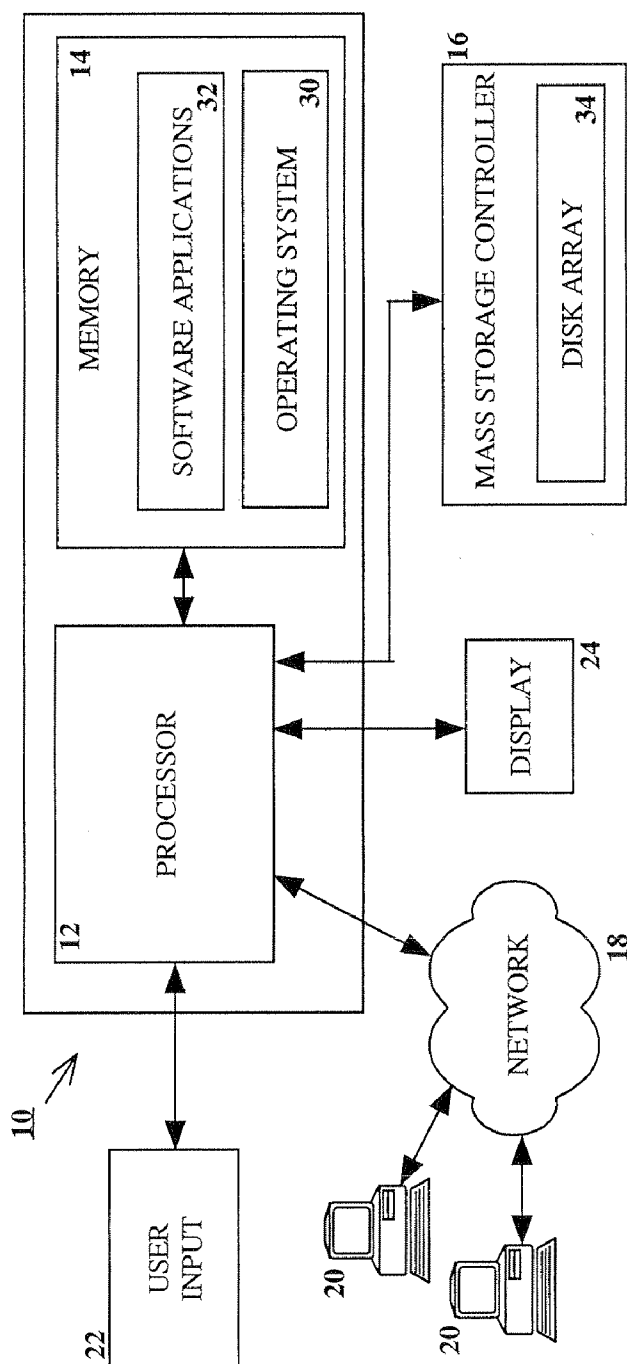 10
22
USER
INPUT
12
PROCESSOR
MEMORY
14
SOFTWARE APPLICATIONS
32
OPERATING SYSTEM
30
20
20
NETWORK
18
DISPLAY
24
16
MASS STORAGE CONTROLLER
DISK ARRAY
34